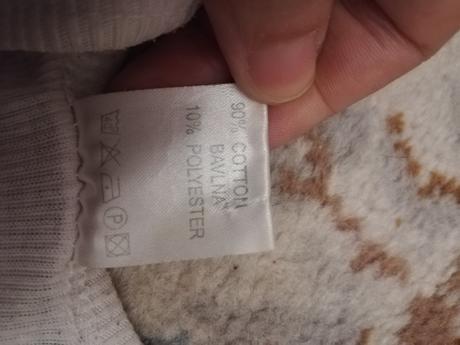 90% COTTON
BAVLNA
10% POLYESTER
P